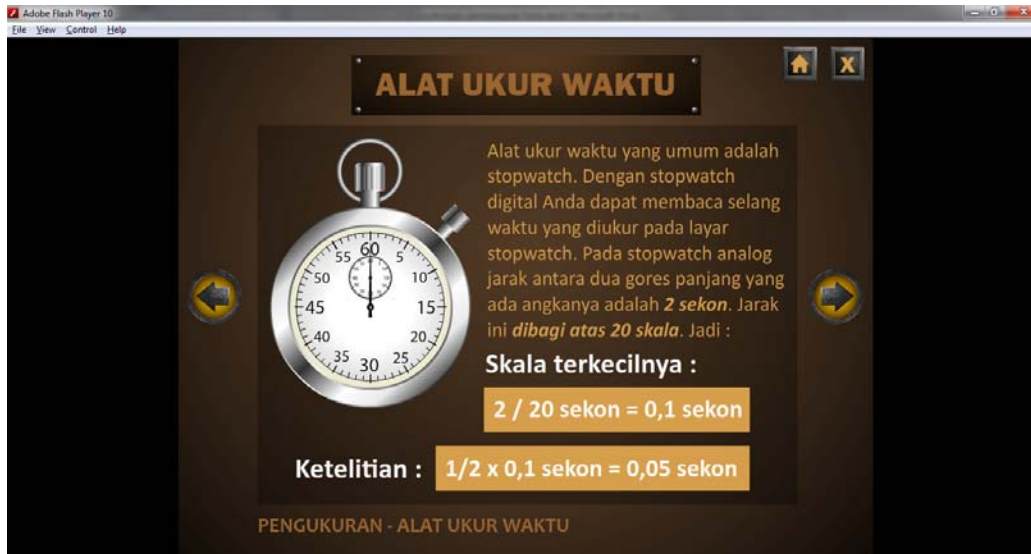 Adobe Flash Player 10
File View Control Help
ALAT UKUR WAKTU
X
Alat ukur waktu yang umum adalah
stopwatch. Dengan stopwatch
digital Anda dapat membaca selang
waktu yang diukur pada layar
stopwatch. Pada stopwatch analog
jarak antara dua gores panjang yang
ada angkanya adalah 2 sekon. Jarak
ini dibagi atas 20 skala. Jadi :
60
5
10
15
20
25
30
35
40
45
50
55
Skala terkecilnya :
2 / 20 sekon = 0,1 sekon
Ketelitian : 1/2 x 0,1 sekon = 0,05 sekon
PENGUKURAN - ALAT UKUR WAKTU